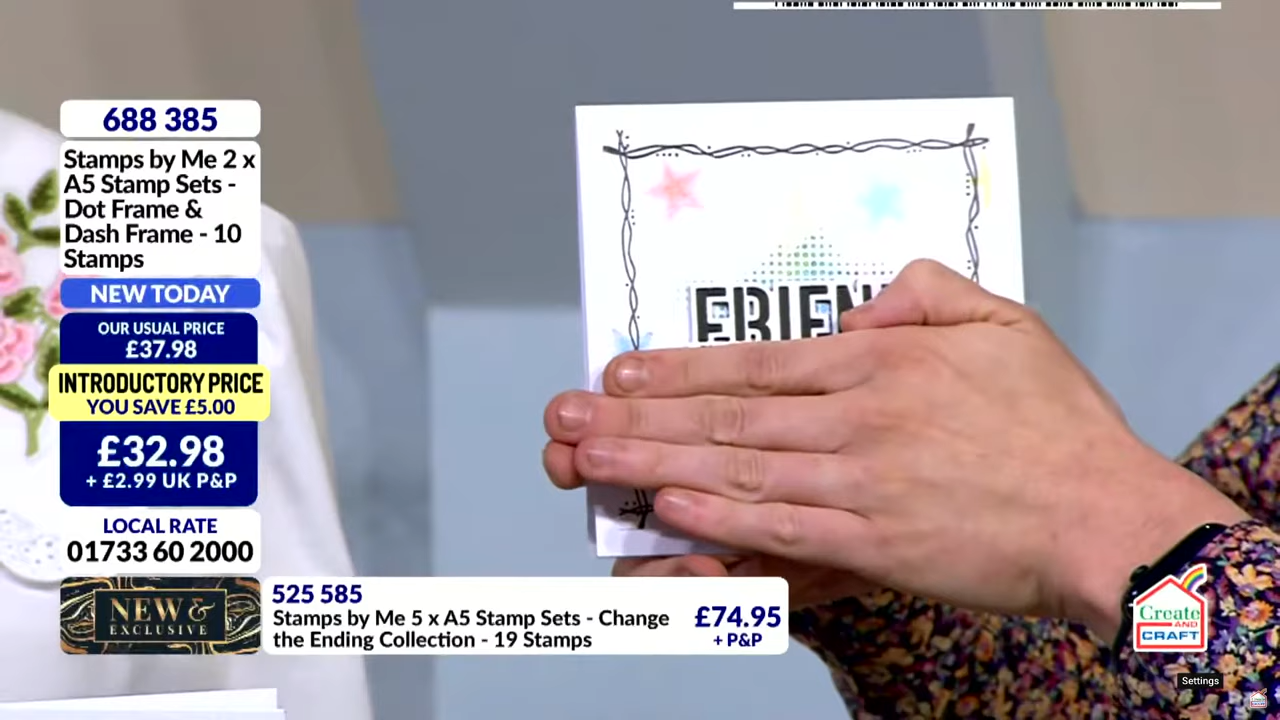 688 385
Stamps by Me 2 x
A5 Stamp Sets -
Dot Frame &
Dash Frame - 10
Stamps
NEW TODAY
OUR USUAL PRICE
£37.98
INTRODUCTORY PRICE
YOU SAVE £5.00
£32.98
+ £2.99 UK P&P
LOCAL RATE
01733 60 2000
NEW &
EXCLUSIVE
525 585
Stamps by Me 5 x A5 Stamp Sets - Change
the Ending Collection - 19 Stamps
£74.95
+ P&P
FRIEN
Create
AND
CRAFT
Settings